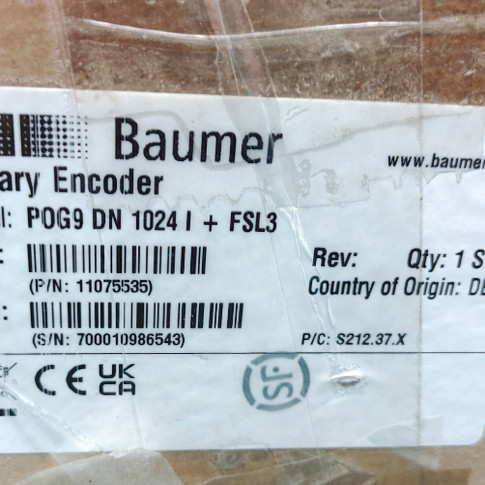 Baumer
www.baumer
ary Encoder
l: POG9 DN 1024 I + FSL3
: Rev: Qty: 1 S
(P/N: 11075535) Country of Origin: DE
:
(S/N: 700010986543) P/C: S212.37.X
CE UK CA SF